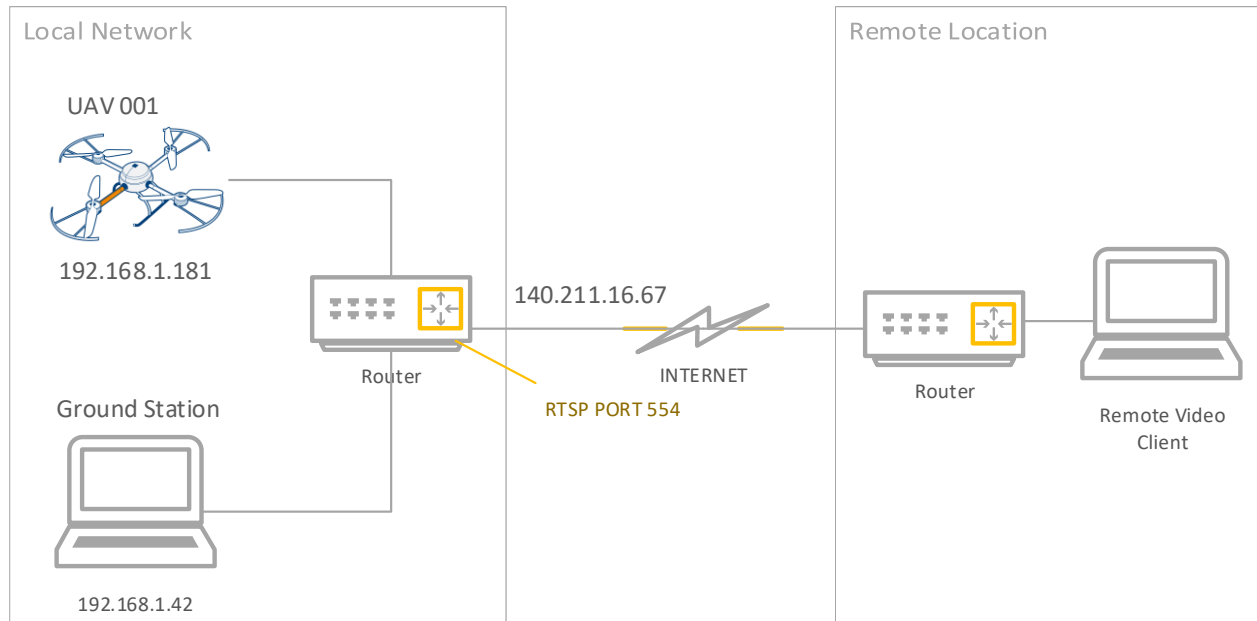 Local Network
UAV 001
192.168.1.181
Router
Ground Station
192.168.1.42
140.211.16.67
INTERNET
RTSP PORT 554
Remote Location
Router
Remote Video
Client